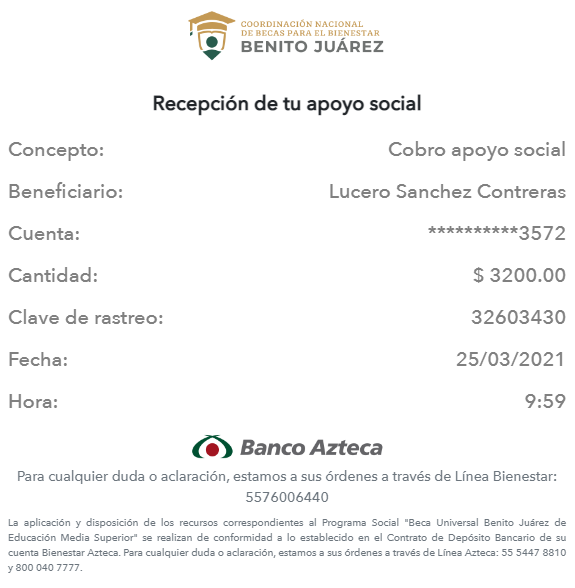 COORDINACIÓN NACIONAL
DE BECAS PARA EL BIENESTAR
BENITO JUÁREZ
Recepción de tu apoyo social
Concepto: Cobro apoyo social
Beneficiario: Lucero Sanchez Contreras
Cuenta: **********3572
Cantidad: $ 3200.00
Clave de rastreo: 32603430
Fecha: 25/03/2021
Hora: 9:59
Banco Azteca
Para cualquier duda o aclaración, estamos a sus órdenes a través de Línea Bienestar:
5576006440
La aplicación y disposición de los recursos correspondientes al Programa Social "Beca Universal Benito Juárez de
Educación Media Superior" se realizan de conformidad a lo establecido en el Contrato de Depósito Bancario de su
cuenta Bienestar Azteca. Para cualquier duda o aclaración, estamos a sus órdenes a través de Línea Azteca: 55 5447 8810
y 800 040 7777.